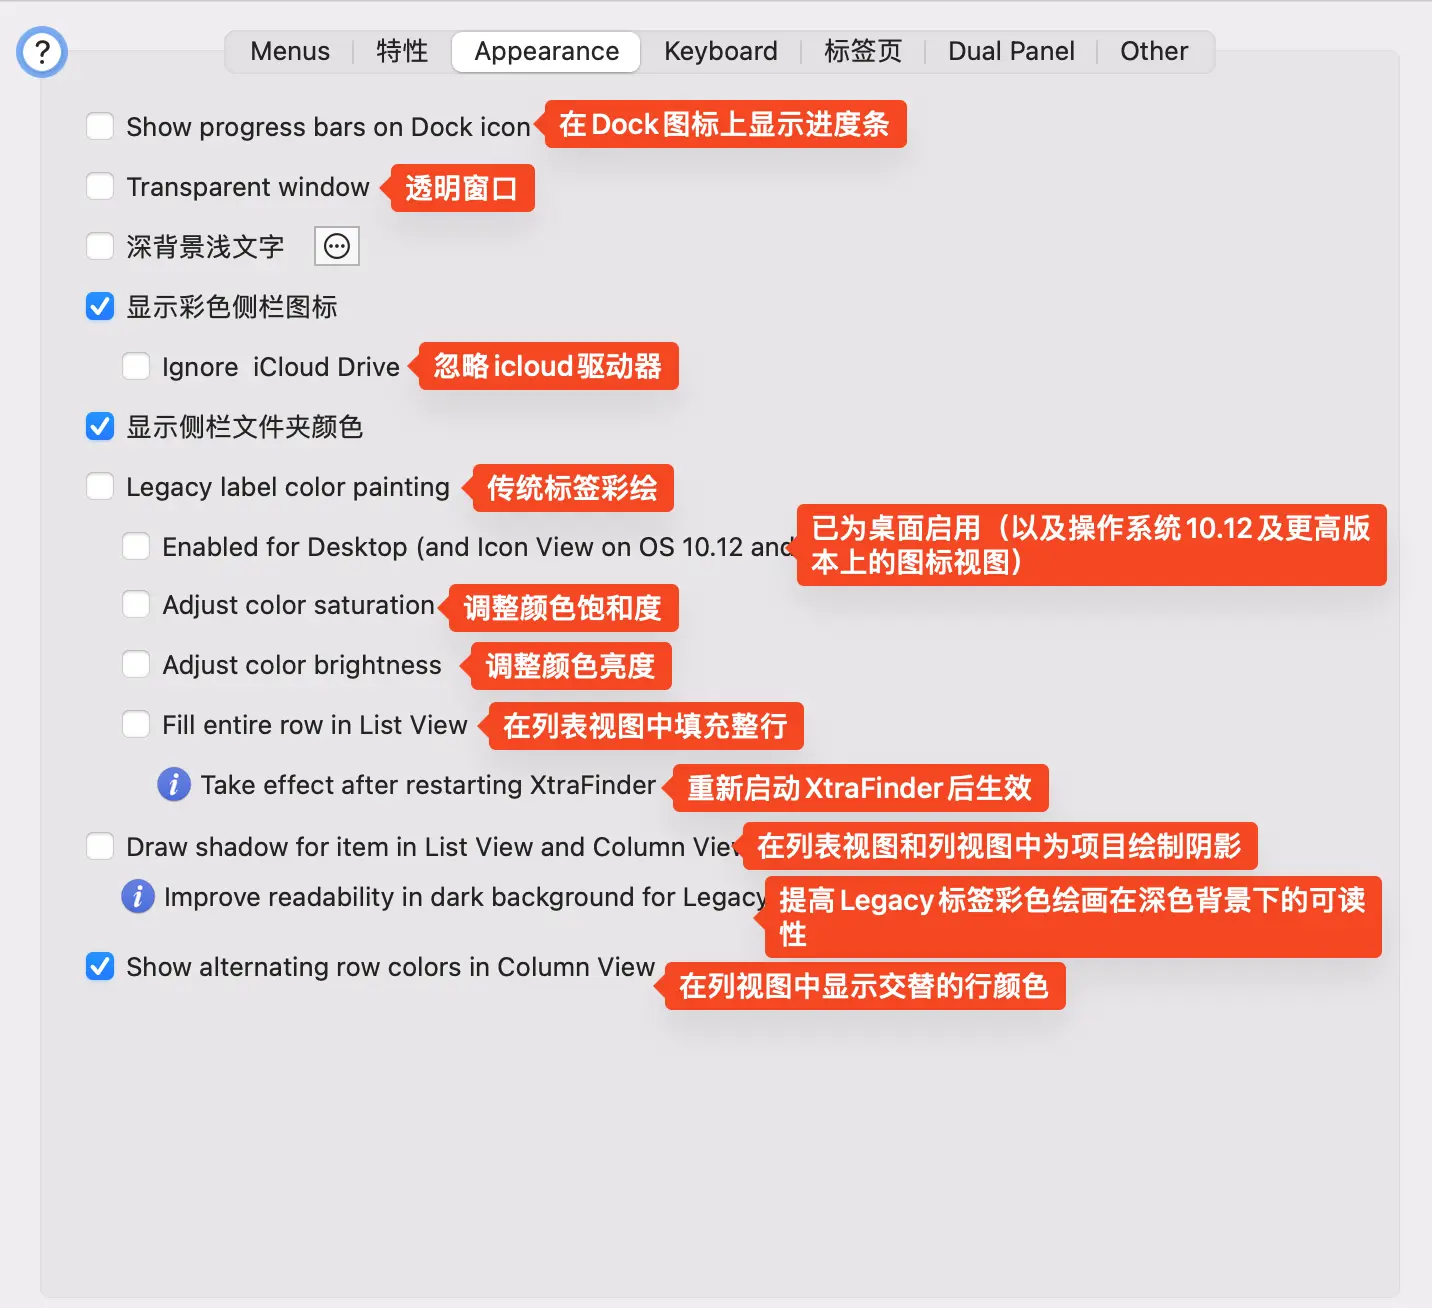 ?
Menus
特性
Appearance
Keyboard
标签页
Dual Panel
Other
Show progress bars on Dock icon
在Dock图标上显示进度条
Transparent window
透明窗口
深背景浅文字
显示彩色侧栏图标
Ignore iCloud Drive
忽略icloud驱动器
显示侧栏文件夹颜色
Legacy label color painting
传统标签彩绘
Enabled for Desktop (and Icon View on OS 10.12 and
已为桌面启用（以及操作系统10.12及更高版
本上的图标视图）
Adjust color saturation
调整颜色饱和度
Adjust color brightness
调整颜色亮度
Fill entire row in List View
在列表视图中填充整行
i Take effect after restarting XtraFinder
重新启动XtraFinder后生效
Draw shadow for item in List View and Column View
在列表视图和列视图中为项目绘制阴影
i Improve readability in dark background for Legacy
提高Legacy标签彩色绘画在深色背景下的可读
性
Show alternating row colors in Column View
在列视图中显示交替的行颜色